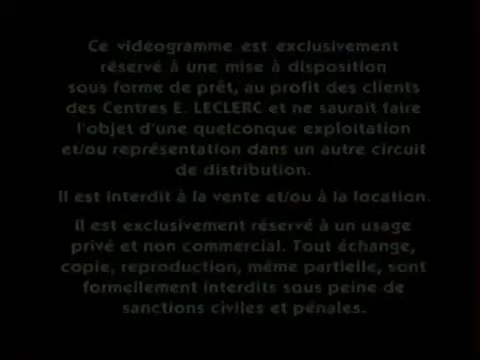 Ce vidéogramme est exclusivement
réservé à une mise à disposition
sous forme de prêt, au profit des clients
des Centres E. LECLERC et ne saurait faire
l'objet d'une quelconque exploitation
et/ou représentation dans un autre circuit
de distribution.
Il est interdit à la vente et/ou à la location.
Il est exclusivement réservé à un usage
privé et non commercial. Tout échange,
copie, reproduction, même partielle, sont
formellement interdits sous peine de
sanctions civiles et pénales.